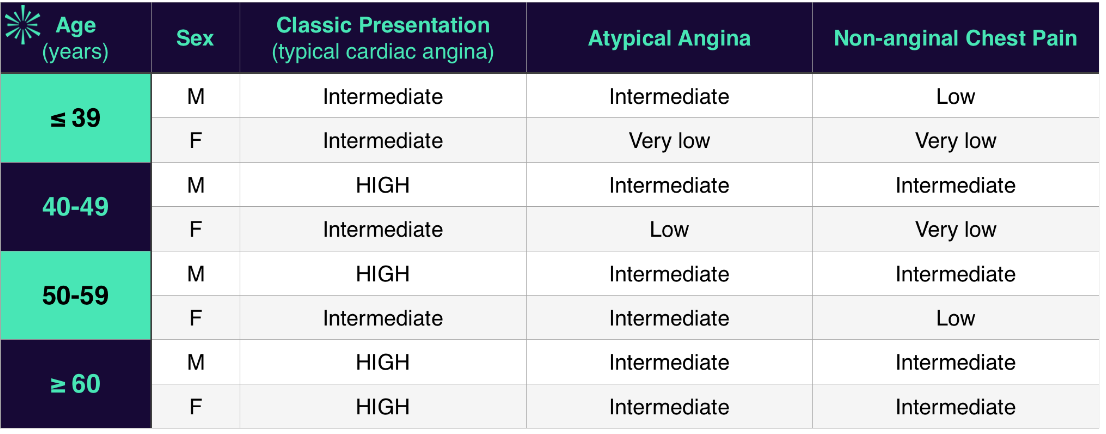 Age Sex Classic Presentation Atypical Angina Non-anginal Chest Pain
(years) (typical cardiac angina)
≤ 39 M Intermediate Intermediate Low
F Intermediate Very low Very low
40-49 M HIGH Intermediate Intermediate
F Intermediate Low Very low
50-59 M HIGH Intermediate Intermediate
F Intermediate Intermediate Low
≥ 60 M HIGH Intermediate Intermediate
F HIGH Intermediate Intermediate